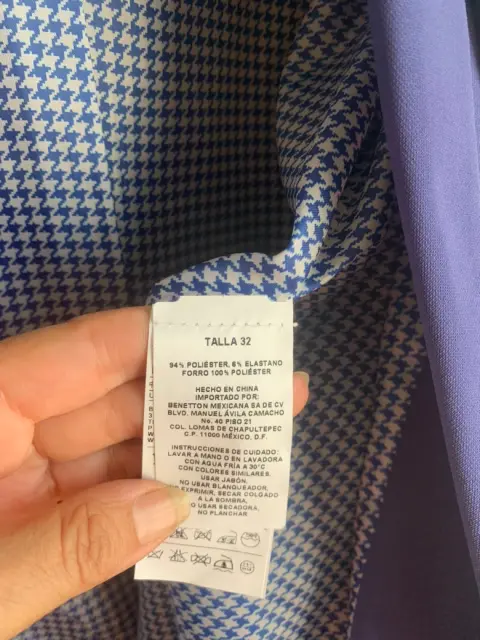 TALLA 32
94% POLIÉSTER, 6% ELASTANO
FORRO 100% POLIÉSTER
HECHO EN CHINA
IMPORTADO POR:
BENETTON MEXICANA SA DE CV
BLVD. MANUEL ÁVILA CAMACHO
No. 40 PISO 21
COL. LOMAS DE CHAPULTEPEC
C.P. 11000 MÉXICO. D.F.
INSTRUCCIONES DE CUIDADO:
LAVAR A MANO O EN LAVADORA
CON AGUA FRÍA A 30°C
CON COLORES SIMILARES.
USAR JABÓN.
NO USAR BLANQUEADOR,
EXPRIMIR, SECAR COLGADO
A LA SOMBRA.
NO USAR SECADORA,
NO PLANCHAR